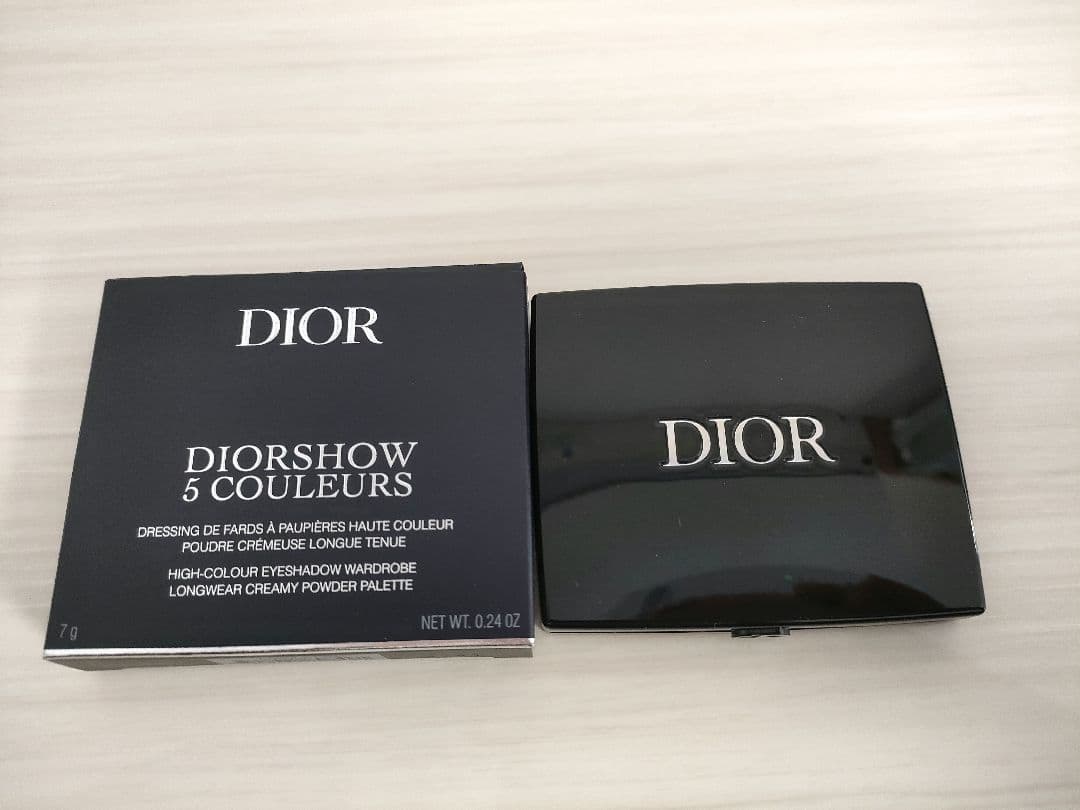 DIOR
DIORSHOW
5 COULEURS
DRESSING DE FARDS À PAUPIÈRES HAUTE COULEUR
POUDRE CRÉMEUSE LONGUE TENUE
HIGH-COLOUR EYESHADOW WARDROBE
LONGWEAR CREAMY POWDER PALETTE
7 g
NET WT. 0.24 OZ
DIOR